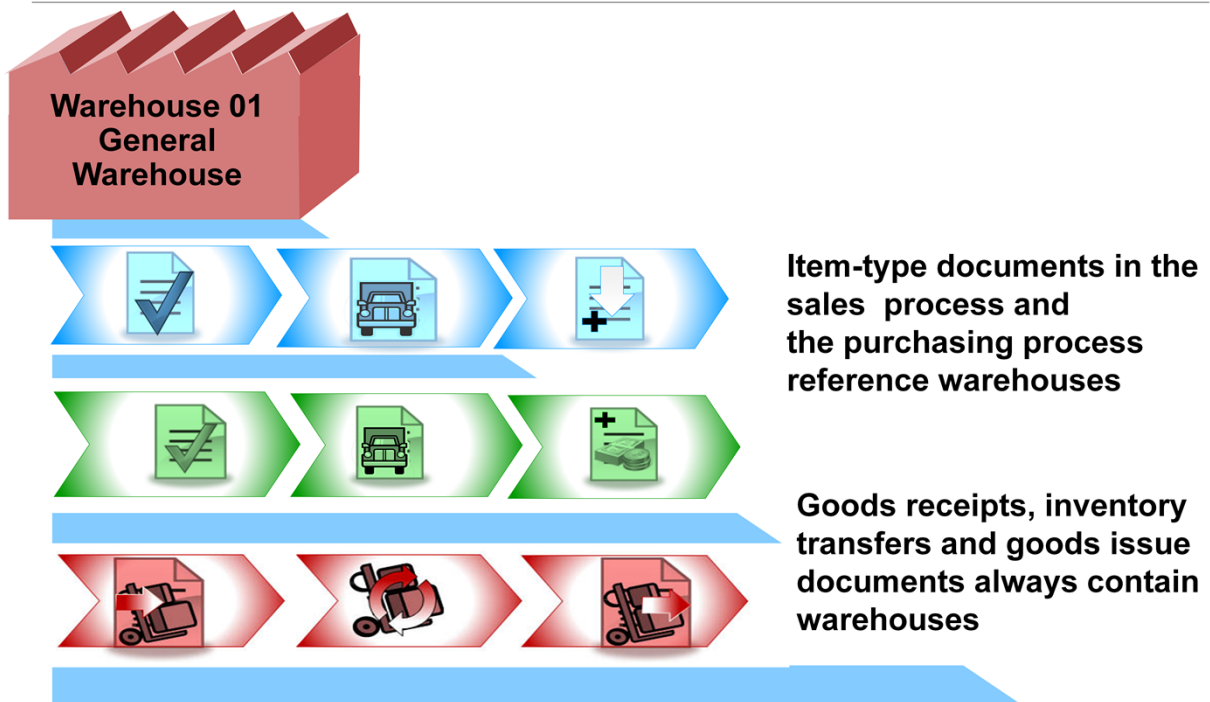 Warehouse 01
General
Warehouse
Item-type documents in the
sales  process and
the purchasing process
reference warehouses
Goods receipts, inventory
transfers and goods issue
documents always contain
warehouses